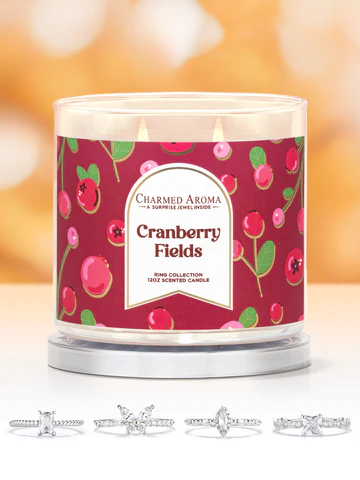 CHARMED AROMA
A SURPRISE JEWEL INSIDE
Cranberry
Fields
RING COLLECTION
12OZ SCENTED CANDLE